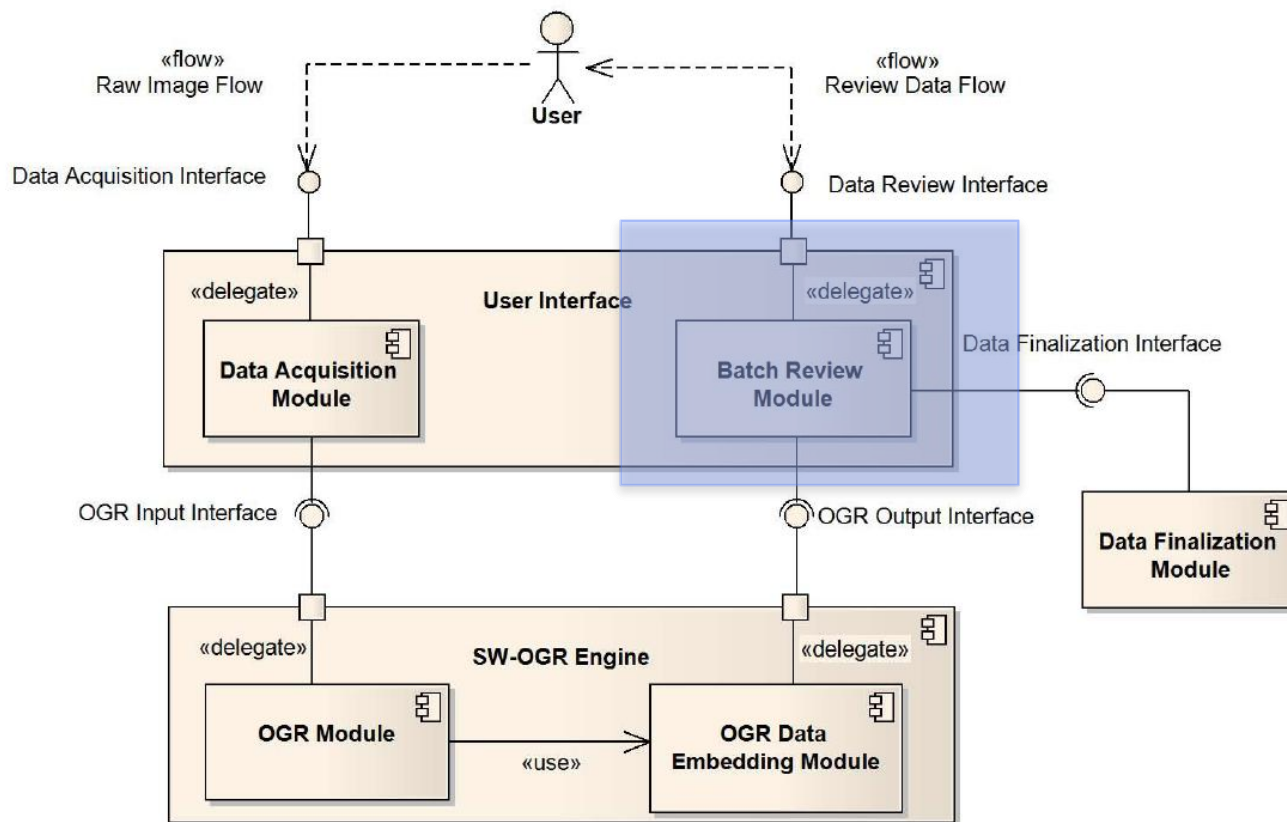 «flow»
Raw Image Flow
«flow»
Review Data Flow
User
Data Acquisition Interface
Data Review Interface
«delegate»
User Interface
«delegate»
Data Acquisition
Module
Batch Review
Module
Data Finalization Interface
OGR Input Interface
OGR Output Interface
Data Finalization
Module
«delegate»
SW-OGR Engine
«delegate»
OGR Module
«use»
OGR Data
Embedding Module